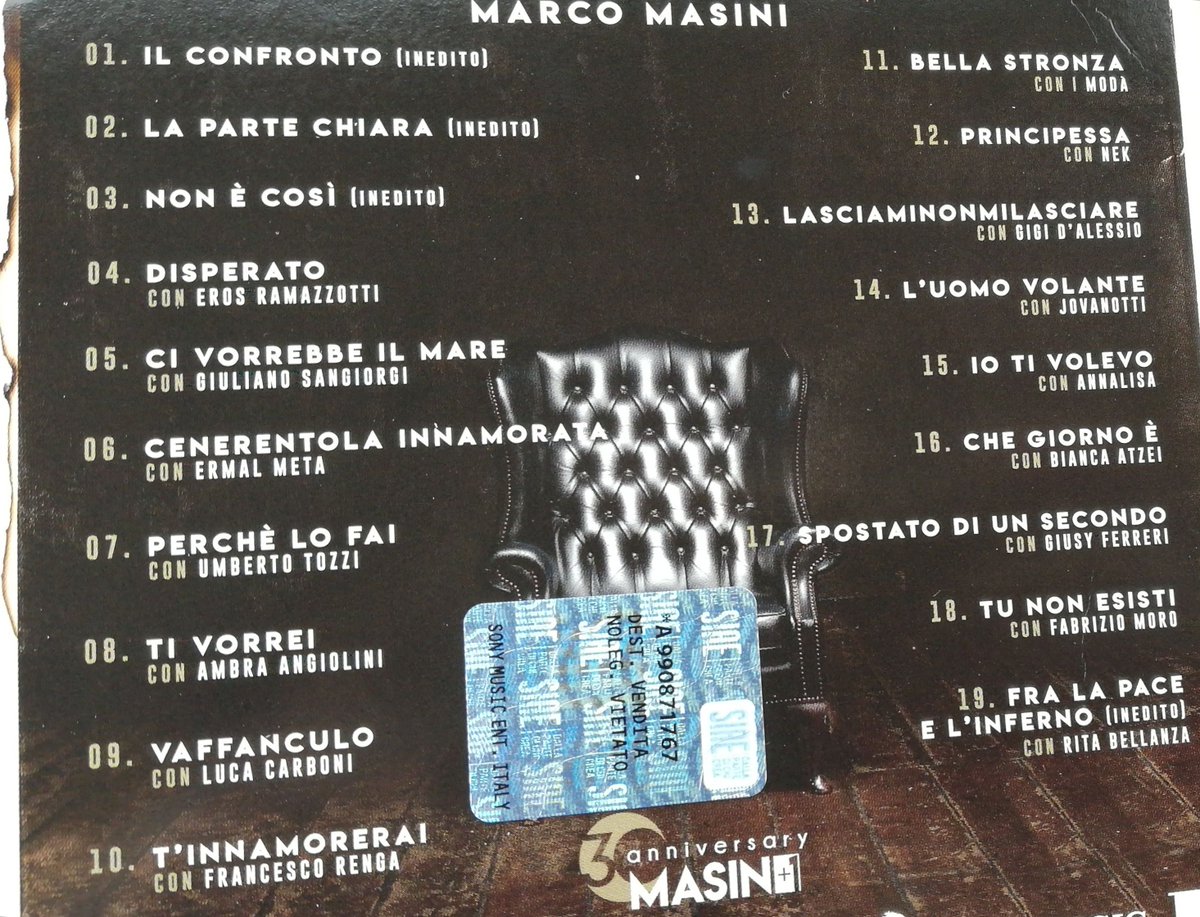 MARCO MASINI
01. IL CONFRONTO (INEDITO)
02. LA PARTE CHIARA (INEDITO)
03. NON È COSÌ (INEDITO)
04. DISPERATO
CON EROS RAMAZZOTTI
05. CI VORREBBE IL MARE
CON GIULIANO SANGIORGI
06. CENERENTOLA INNAMORATA
CON ERMAL META
07. PERCHÈ LO FAI
CON UMBERTO TOZZI
08. TI VORREI
CON AMBRA ANGIOLINI
09. VAFFANCULO
CON LUCA CARBONI
10. T'INNAMORERAI
CON FRANCESCO RENGA
11. BELLA STRONZA
CON I MODÀ
12. PRINCIPESSA
CON NEK
13. LASCIAMINONMILASCIARE
CON GIGI D'ALESSIO
14. L'UOMO VOLANTE
CON JOVANOTTI
15. IO TI VOLEVO
CON ANNALISA
16. CHE GIORNO È
CON BIANCA ATZEI
17. SPOSTATO DI UN SECONDO
CON GIUSY FERRERI
18. TU NON ESISTI
CON FABRIZIO MORO
19. FRA LA PACE
E L'INFERNO (INEDITO)
CON RITA BELLANZA
SIAE
*A990871767
DEST. VENDITA
NOLEG. VIETATO
SONY MUSIC ENT. ITALY
30 anniversary
MASINI +1